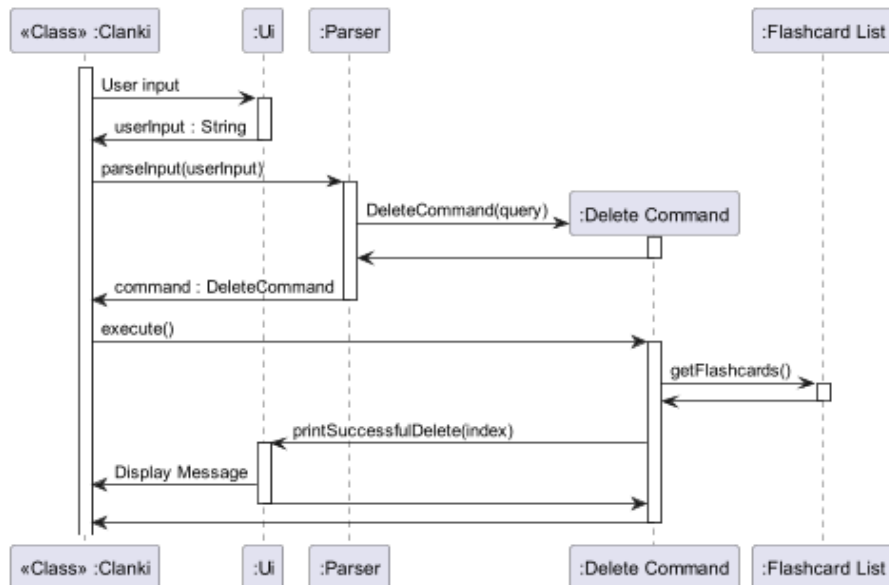 «Class» :Clanki
:Ui
:Parser
:Flashcard List
User input
userInput : String
parseInput(userInput)
DeleteCommand(query)
:Delete Command
command : DeleteCommand
execute()
getFlashcards()
printSuccessfulDelete(index)
Display Message
«Class» :Clanki
:Ui
:Parser
:Delete Command
:Flashcard List